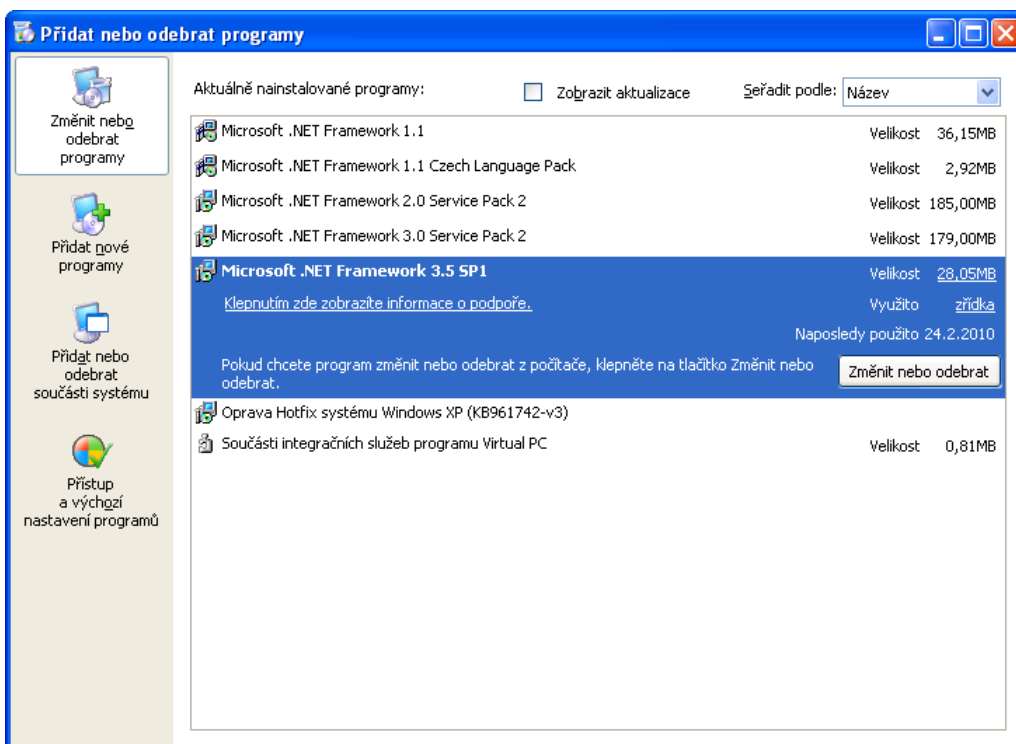 Přidat nebo odebrat programy
Změnit nebo
odebrat
programy
Přidat nové
programy
Přidat nebo
odebrat
součásti systému
Přístup
a výchozí
nastavení programů
Aktuálně nainstalované programy:
Zobrazit aktualizace
Seřadit podle:
Název
Microsoft .NET Framework 1.1
Velikost 36,15MB
Microsoft .NET Framework 1.1 Czech Language Pack
Velikost 2,92MB
Microsoft .NET Framework 2.0 Service Pack 2
Velikost 185,00MB
Microsoft .NET Framework 3.0 Service Pack 2
Velikost 179,00MB
Microsoft .NET Framework 3.5 SP1
Velikost 28,05MB
Klepnutím zde zobrazíte informace o podpoře.
Využito zřídka
Naposledy použito 24.2.2010
Pokud chcete program změnit nebo odebrat z počítače, klepněte na tlačítko Změnit nebo
odebrat.
Změnit nebo odebrat
Oprava Hotfix systému Windows XP (KB961742-v3)
Součásti integračních služeb programu Virtual PC
Velikost 0,81MB